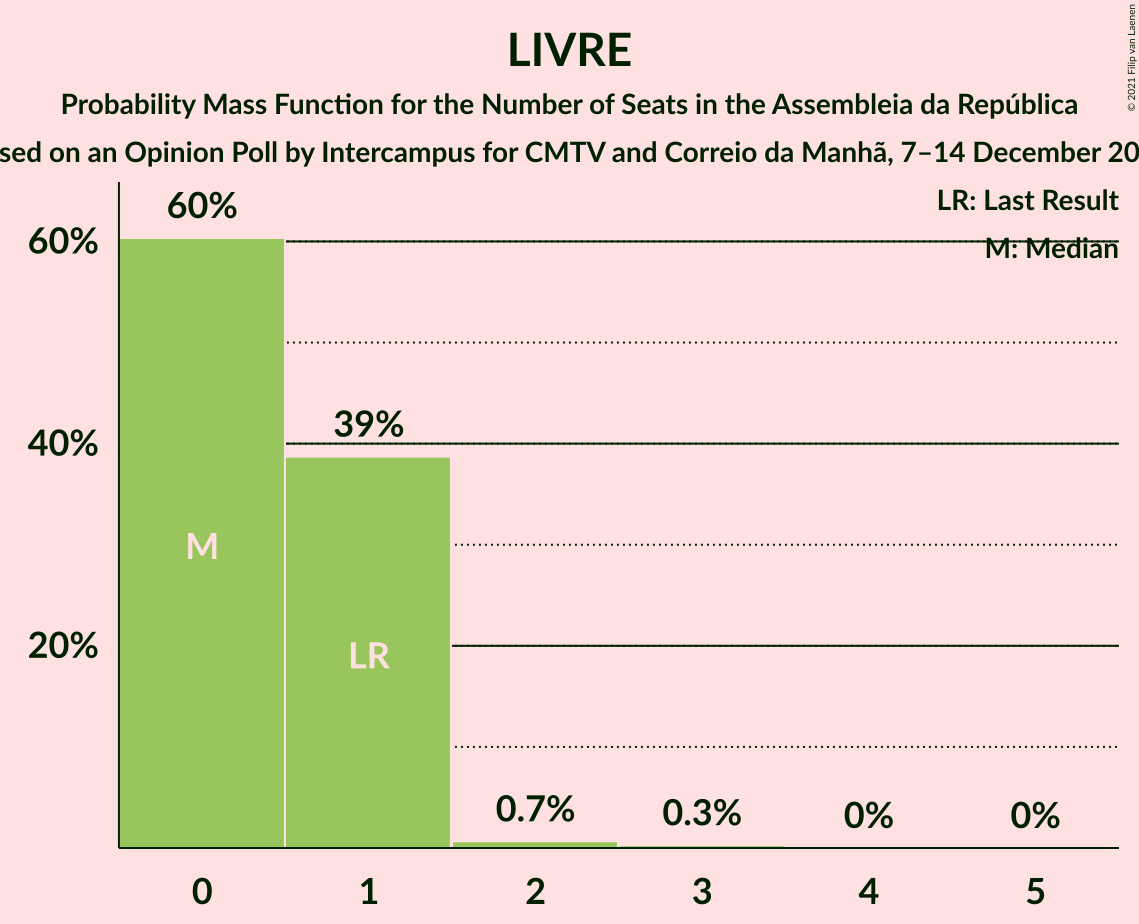 LIVRE
Probability Mass Function for the Number of Seats in the Assembleia da República
sed on an Opinion Poll by Intercampus for CMTV and Correio da Manhã, 7–14 December 20
© 2021 Filip van Laenen
LR: Last Result
M: Median
60%
40%
20%
60%
39%
0.7%
0.3%
0%
0%
M
LR
0 1 2 3 4 5